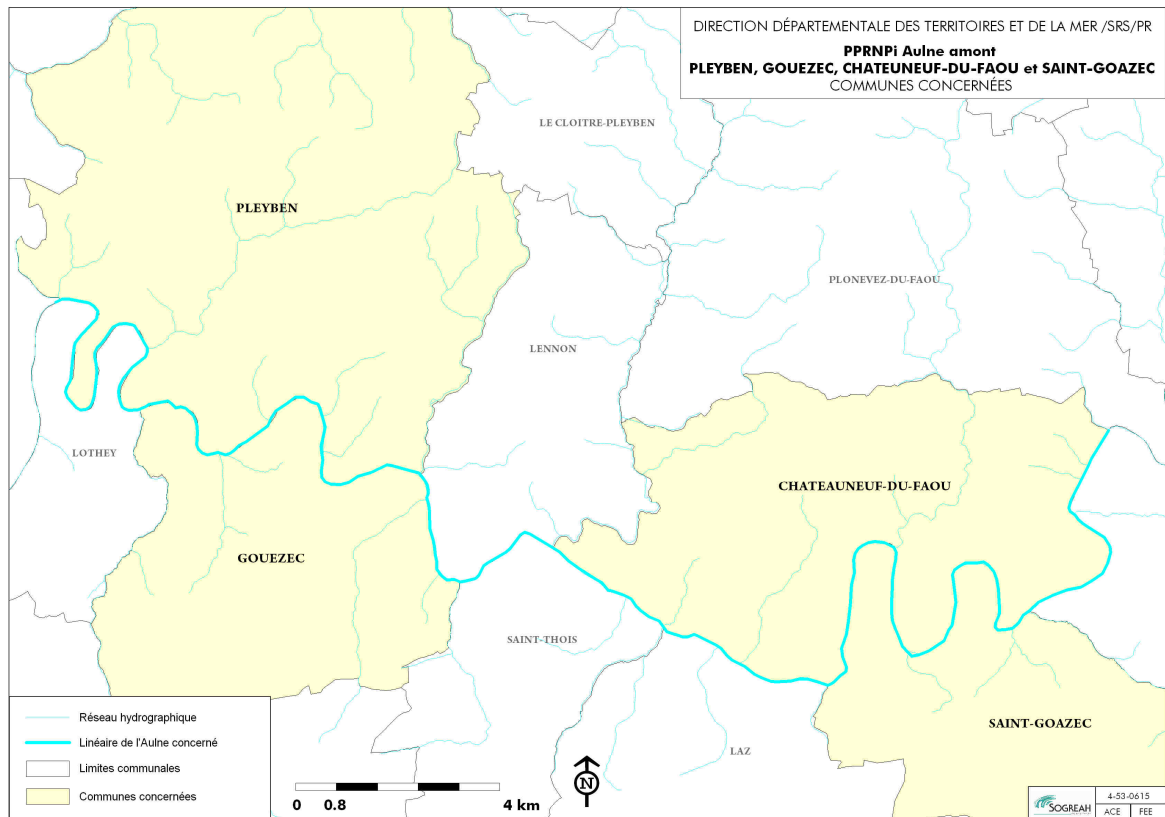 DIRECTION DÉPARTEMENTALE DES TERRITOIRES ET DE LA MER /SRS/PR
PPRNPi Aulne amont
PLEYBEN, GOUEZEC, CHATEUNEUF-DU-FAOU et SAINT-GOAZEC
COMMUNES CONCERNÉES
LE CLOITRE-PLEYBEN
PLEYBEN
PLONEVEZ-DU-FAOU
LENNON
LOTHEY
CHATEAUNEUF-DU-FAOU
GOUEZEC
SAINT-THOIS
SAINT-GOAZEC
LAZ
Réseau hydrographique
Linéaire de l'Aulne concerné
Limites communales
Communes concernées
0 0.8 4 km
N
SOGREAH
4-53-0615
ACE FEE